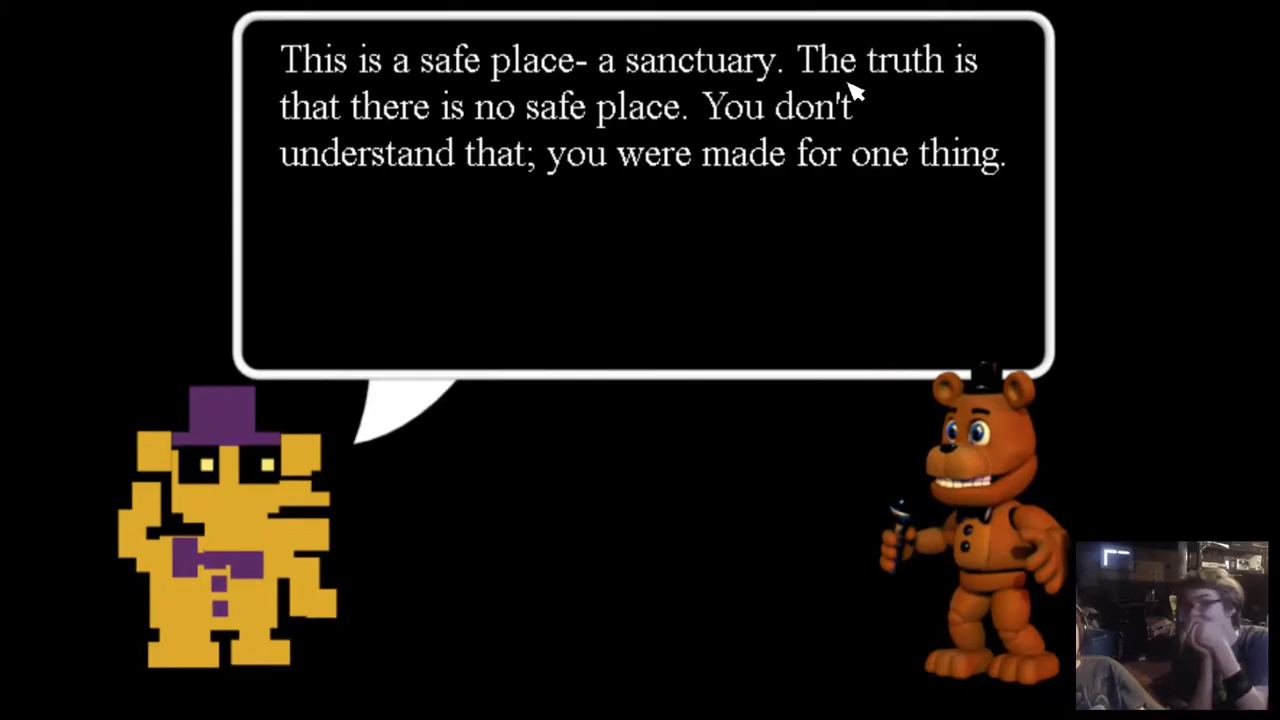 This is a safe place- a sanctuary. The truth is
that there is no safe place. You don't
understand that; you were made for one thing.